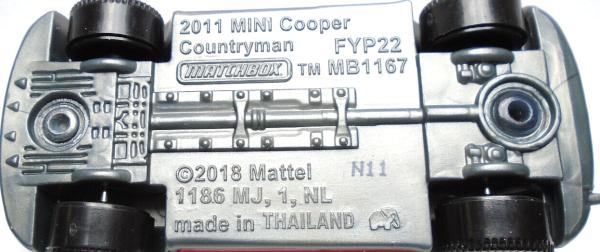 2011 MINI Cooper
Countryman FYP22
MATCHBOX TM MB1167
©2018 Mattel N11
1186 MJ, 1, NL
made in THAILAND